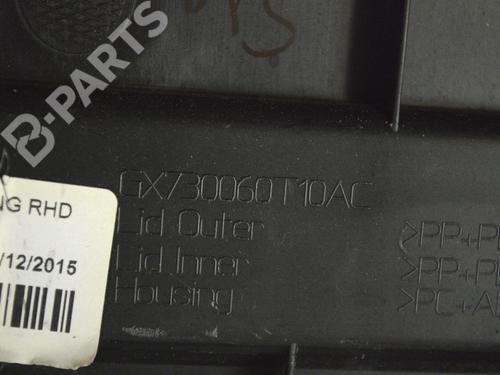 B-PARTS
GX730060T10AC
NG RHD
Lid Outer >PP+P
/12/2015
Lid Inner >PP+P
Housing >PC+A